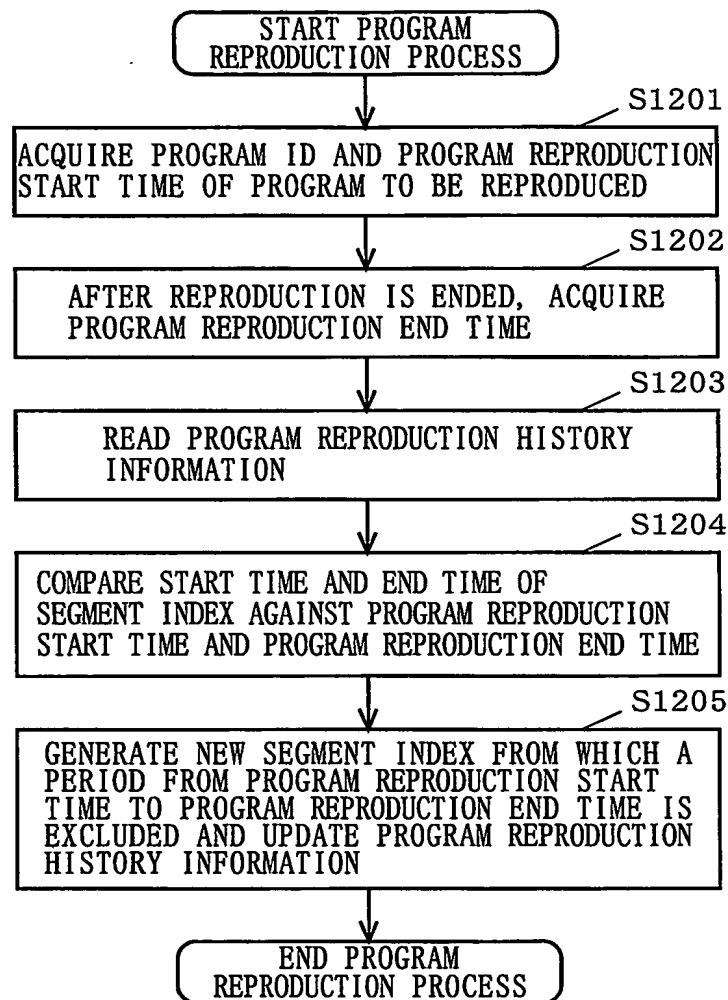 START PROGRAM
REPRODUCTION PROCESS
S1201
ACQUIRE PROGRAM ID AND PROGRAM REPRODUCTION
START TIME OF PROGRAM TO BE REPRODUCED
S1202
AFTER REPRODUCTION IS ENDED, ACQUIRE
PROGRAM REPRODUCTION END TIME
S1203
READ PROGRAM REPRODUCTION HISTORY
INFORMATION
S1204
COMPARE START TIME AND END TIME OF
SEGMENT INDEX AGAINST PROGRAM REPRODUCTION
START TIME AND PROGRAM REPRODUCTION END TIME
S1205
GENERATE NEW SEGMENT INDEX FROM WHICH A
PERIOD FROM PROGRAM REPRODUCTION START
TIME TO PROGRAM REPRODUCTION END TIME IS
EXCLUDED AND UPDATE PROGRAM REPRODUCTION
HISTORY INFORMATION
END PROGRAM
REPRODUCTION PROCESS